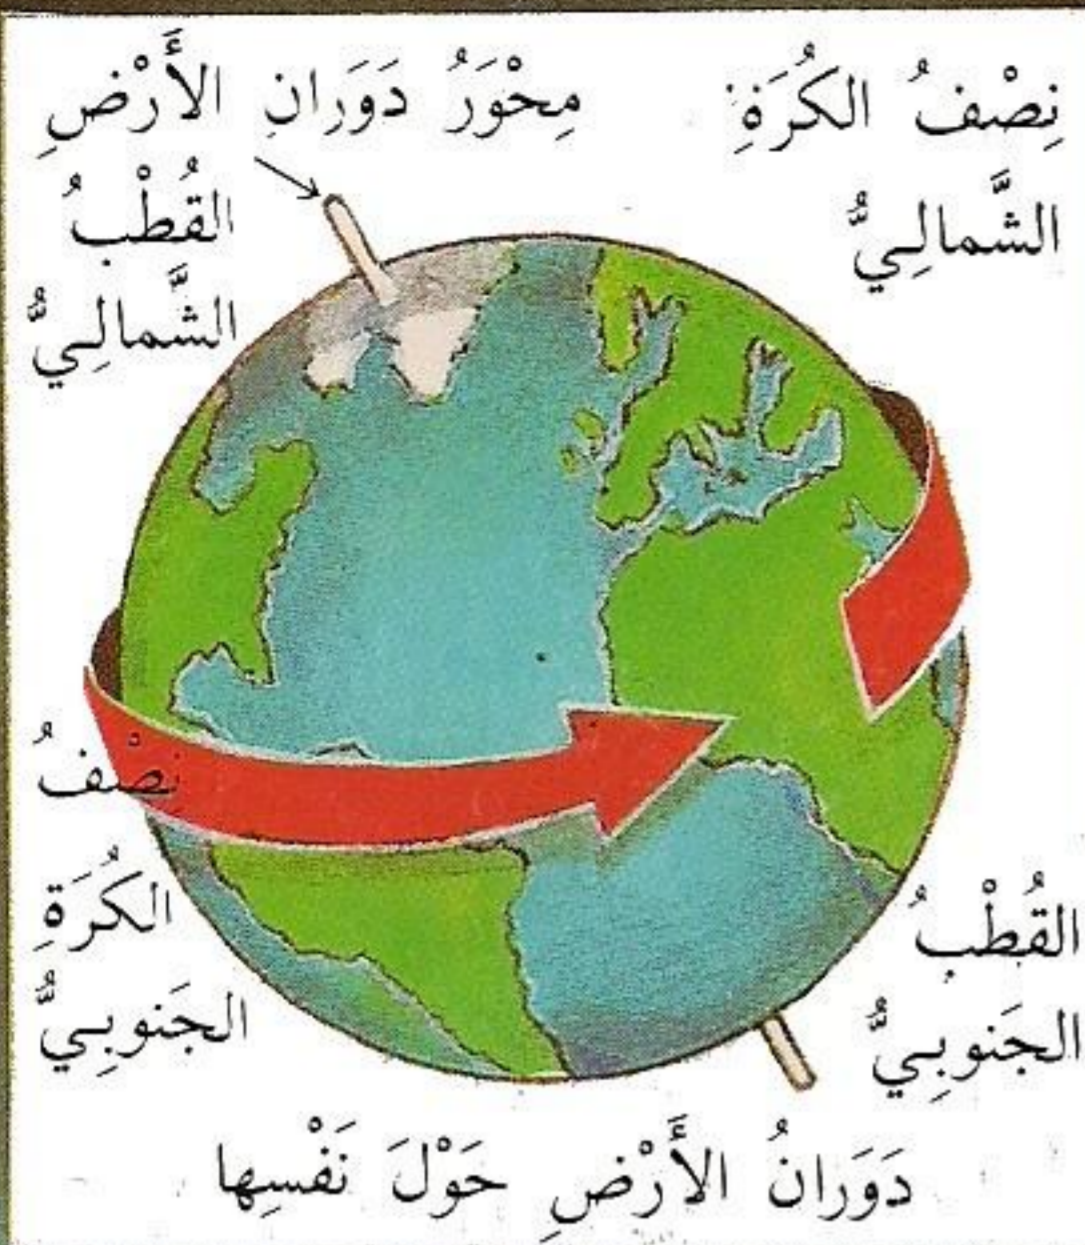 نِصْفُ الكُرَةِ
الشَّمالِيُّ
مِحْوَرُ دَوَرانِ الأَرْضِ
القُطْبُ
الشَّمالِيُّ
نِصْفُ
الكُرَةِ
الجَنوبِيُّ
القُطْبُ
الجَنوبِيُّ
دَوَرانُ الأَرْضِ حَوْلَ نَفْسِها